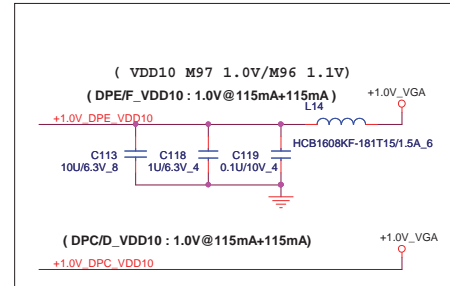 ( VDD10 M97 1.0V/M96 1.1V)
( DPE/F_VDD10 : 1.0V@115mA+115mA )
L14
+1.0V_VGA
+1.0V_DPE_VDD10
HCB1608KF-181T15/1.5A_6
C113
C118
C119
10U/6.3V_8
1U/6.3V_4
0.1U/10V_4
( DPC/D_VDD10 : 1.0V@115mA+115mA)
+1.0V_VGA
+1.0V_DPC_VDD10